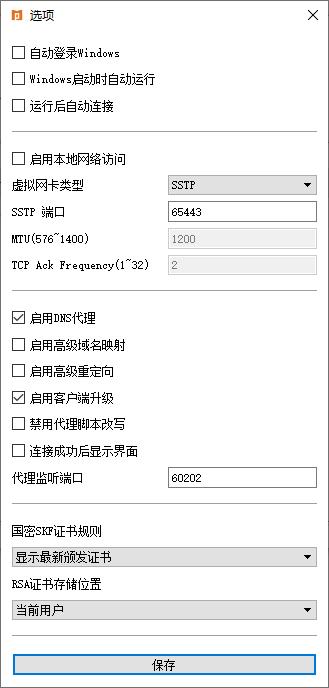 选项
自动登录Windows
Windows启动时自动运行
运行后自动连接
启用本地网络访问
虚拟网卡类型 SSTP
SSTP 端口 65443
MTU(576~1400) 1200
TCP Ack Frequency(1~32) 2
启用DNS代理
启用高级域名映射
启用高级重定向
启用客户端升级
禁用代理脚本改写
连接成功后显示界面
代理监听端口 60202
国密SKF证书规则
显示最新颁发证书
RSA证书存储位置
当前用户
保存